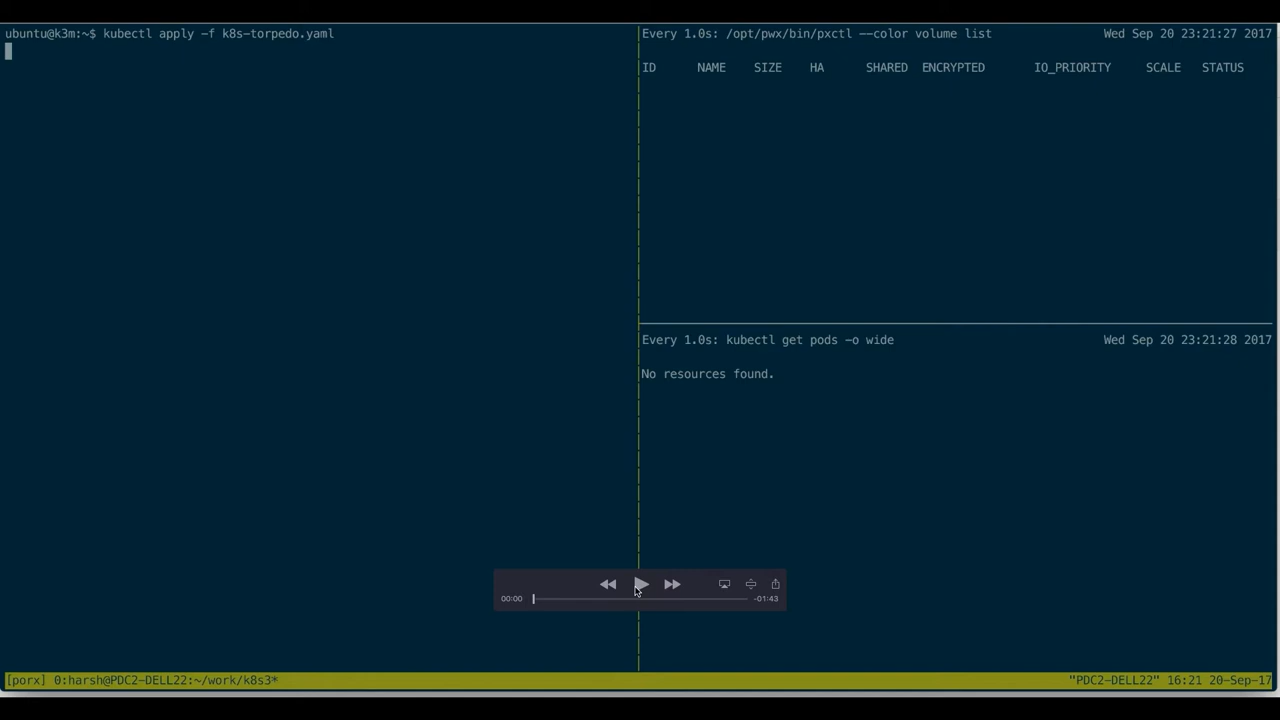 ubuntu@k3m:~$ kubectl apply -f k8s-torpedo.yaml
Every 1.0s: /opt/pwx/bin/pxctl --color volume list Wed Sep 20 23:21:27 2017
ID NAME SIZE HA SHARED ENCRYPTED IO_PRIORITY SCALE STATUS
Every 1.0s: kubectl get pods -o wide Wed Sep 20 23:21:28 2017
No resources found.
00:00 -01:43
[porx] 0:harsh@PDC2-DELL22:~/work/k8s3* "PDC2-DELL22" 16:21 20-Sep-17